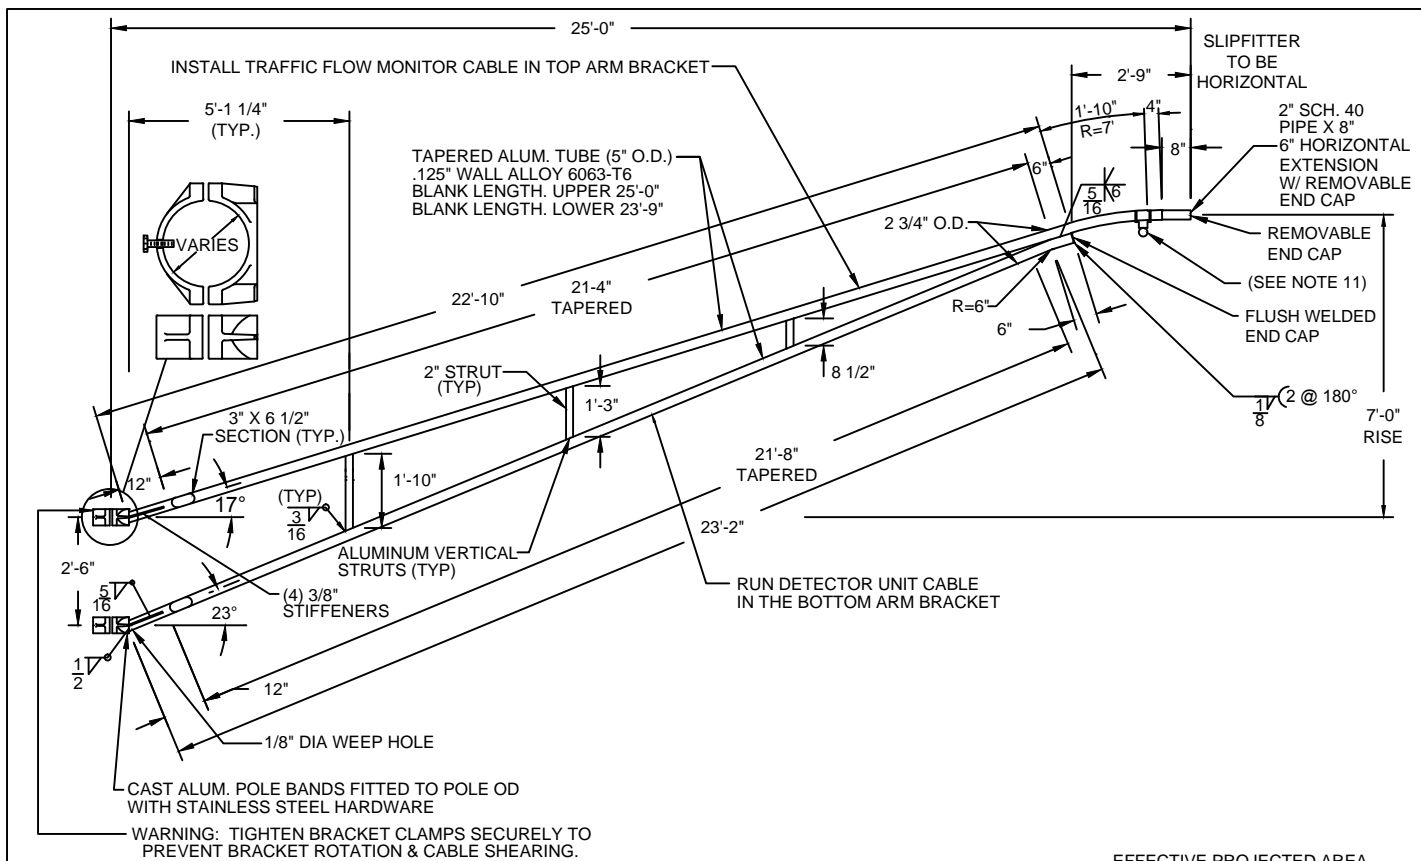 25'-0"
SLIPFITTER
TO BE
HORIZONTAL
INSTALL TRAFFIC FLOW MONITOR CABLE IN TOP ARM BRACKET
2'-9"
5'-1 1/4"
(TYP.)
1'-10"
R=7'
4"
2" SCH. 40
PIPE X 8"
6" HORIZONTAL
EXTENSION
W/ REMOVABLE
END CAP
8"
TAPERED ALUM. TUBE (5" O.D.)
.125" WALL ALLOY 6063-T6
BLANK LENGTH. UPPER 25'-0"
BLANK LENGTH. LOWER 23'-9"
6"
5
16
6
2 3/4" O.D.
REMOVABLE
END CAP
VARIES
(SEE NOTE 11)
22'-10"
21'-4"
TAPERED
R=6"
FLUSH WELDED
END CAP
6"
2" STRUT
(TYP)
8 1/2"
1'-3"
1
8
2 @ 180°
7'-0"
RISE
3" X 6 1/2"
SECTION (TYP.)
21'-8"
TAPERED
12"
17°
1'-10"
(TYP)
3
16
23'-2"
ALUMINUM VERTICAL
STRUTS (TYP)
2'-6"
5
16
(4) 3/8"
STIFFENERS
RUN DETECTOR UNIT CABLE
IN THE BOTTOM ARM BRACKET
23°
1
2
12"
1/8" DIA WEEP HOLE
CAST ALUM. POLE BANDS FITTED TO POLE OD
WITH STAINLESS STEEL HARDWARE
WARNING: TIGHTEN BRACKET CLAMPS SECURELY TO
PREVENT BRACKET ROTATION & CABLE SHEARING.
EFFECTIVE PROJECTED AREA